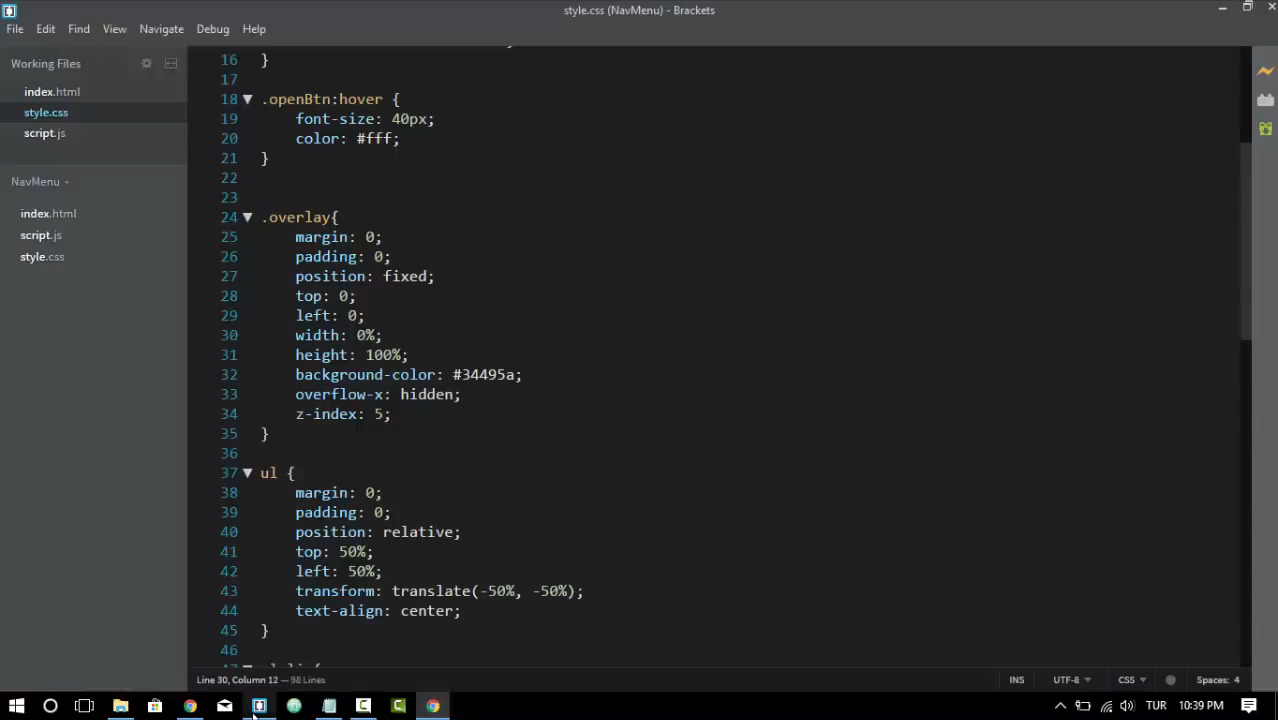 style.css (NavMenu) - Brackets
File Edit Find View Navigate Debug Help
Working Files
index.html
style.css
script.js
NavMenu
index.html
script.js
style.css
16 }
17
18 .openBtn:hover {
19 font-size: 40px;
20 color: #fff;
21 }
22
23
24 .overlay{
25 margin: 0;
26 padding: 0;
27 position: fixed;
28 top: 0;
29 left: 0;
30 width: 0%;
31 height: 100%;
32 background-color: #34495a;
33 overflow-x: hidden;
34 z-index: 5;
35 }
36
37 ul {
38 margin: 0;
39 padding: 0;
40 position: relative;
41 top: 50%;
42 left: 50%;
43 transform: translate(-50%, -50%);
44 text-align: center;
45 }
46
Line 30, Column 12 — 98 Lines INS UTF-8 CSS Spaces: 4
TUR 10:39 PM